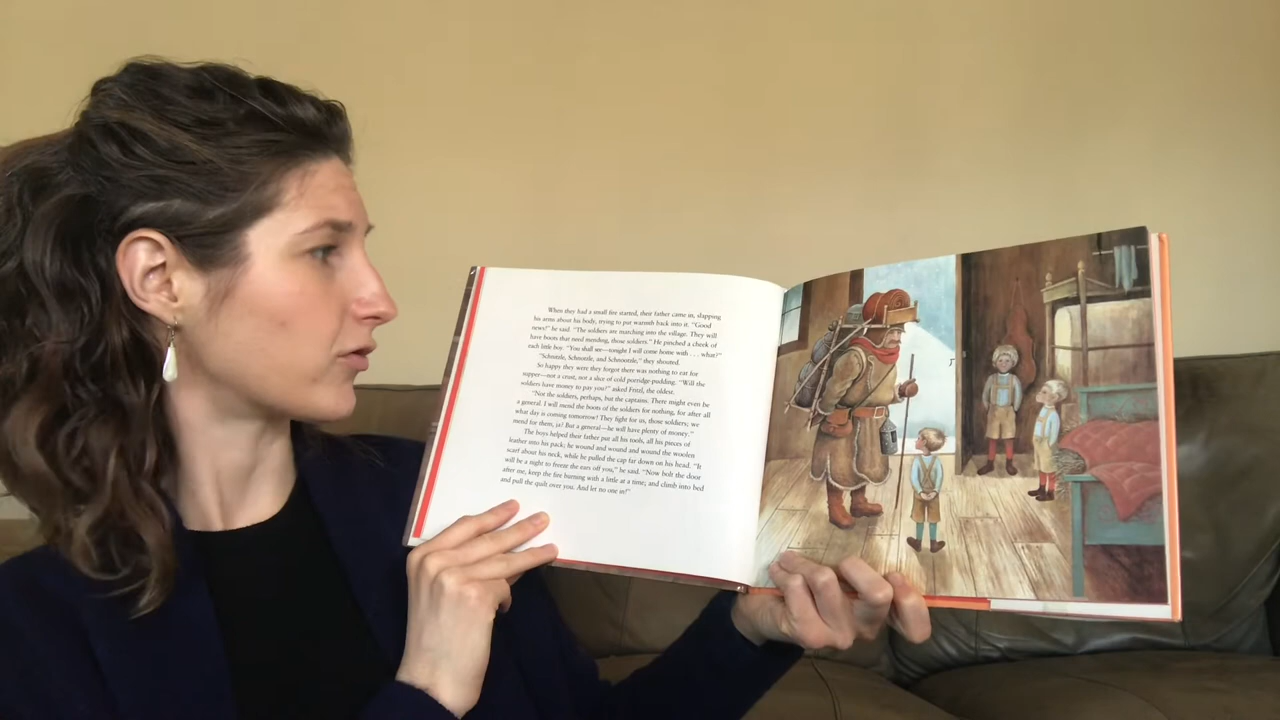 When they had a small fire started, their father came in, slapping
his arms about his body, trying to put warmth back into it. "Good
news!" he said. "The soldiers are marching into the village. They will
have boots that need mending, those soldiers." He pinched a cheek of
each little boy. "You shall see—tonight I will come home with . . . what?"
"Schnitzle, Schnotzle, and Schnootzle," they shouted.
So happy they were they forgot there was nothing to eat for
supper—not a crust, not a slice of cold porridge-pudding. "Will the
soldiers have money to pay you?" asked Fritzl, the oldest.
"Not the soldiers, perhaps, but the captains. There might even be
a general. I will mend the boots of the soldiers for nothing, for after all
what day is coming tomorrow? They fight for us, those soldiers; we
mend for them, ja? But a general—he will have plenty of money."
The boys helped their father put all his tools, all his pieces of
leather into his pack; he wound and wound and wound the woolen
scarf about his neck, while he pulled the cap far down on his head. "It
will be a night to freeze the ears off you," he said. "Now bolt the door
after me, keep the fire burning with a little at a time, and climb into bed
and pull the quilt over you. And let no one in!"